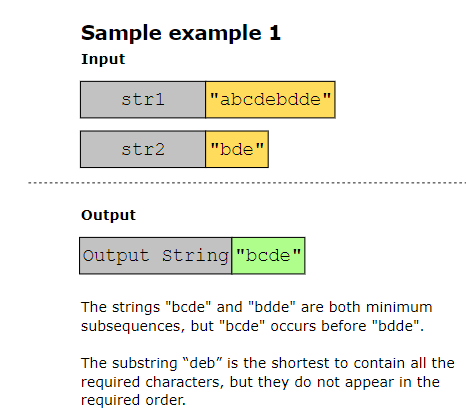 Sample example 1
Input
str1 "abcdebdde"
str2 "bde"
Output
Output String "bcde"
The strings "bcde" and "bdde" are both minimum
subsequences, but "bcde" occurs before "bdde".
The substring “deb” is the shortest to contain all the
required characters, but they do not appear in the
required order.